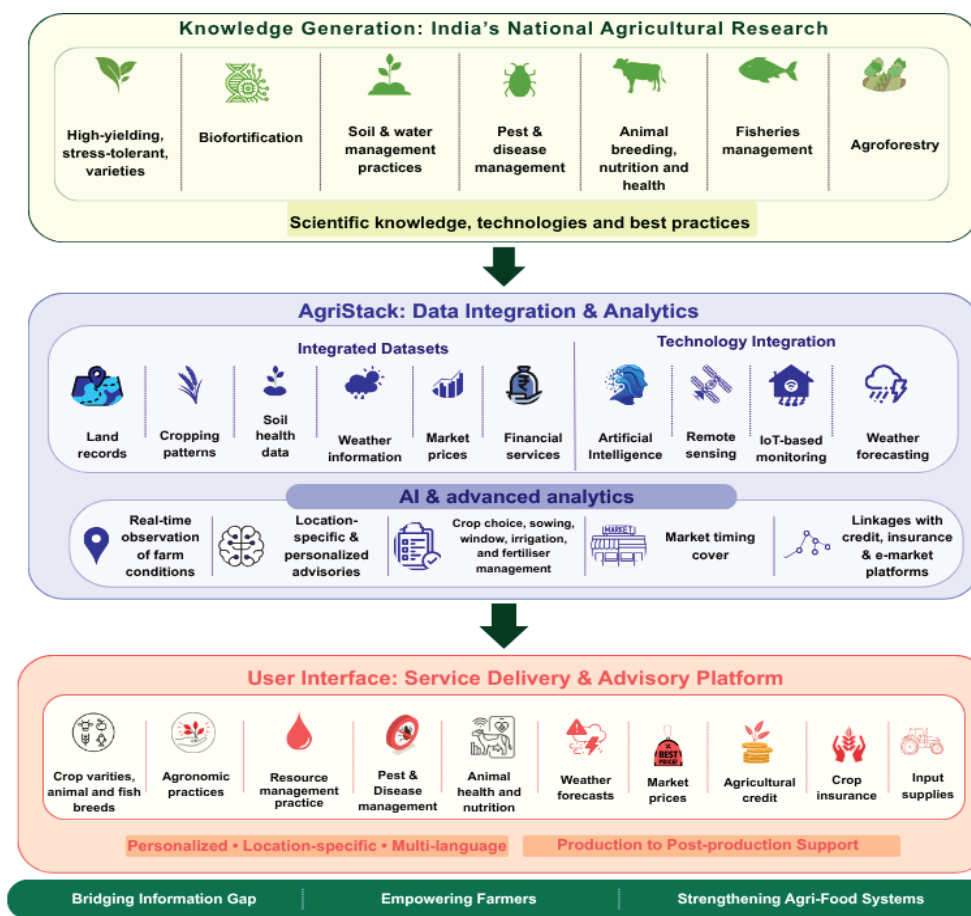 Knowledge Generation: India's National Agricultural Research
High-yielding,
stress-tolerant,
varieties
Biofortification
Soil & water
management
practices
Pest &
disease
management
Animal
breeding,
nutrition and
health
Fisheries
management
Agroforestry
Scientific knowledge, technologies and best practices
AgriStack: Data Integration & Analytics
Integrated Datasets
Land
records
Cropping
patterns
Soil
health
data
Weather
information
Market
prices
Financial
services
Technology Integration
Artificial
Intelligence
Remote
sensing
IoT-based
monitoring
Weather
forecasting
AI & advanced analytics
Real-time
observation
of farm
conditions
Location-
specific &
personalized
advisories
Crop choice, sowing,
window, irrigation,
and fertiliser
management
MARKET
Market timing
cover
Linkages with
credit, insurance
& e-market
platforms
User Interface: Service Delivery & Advisory Platform
Crop varities,
animal and fish
breeds
Agronomic
practices
Resource
management
practice
Pest &
Disease
management
Animal
health and
nutrition
Weather
forecasts
BEST
PRICE
Market
prices
Agricultural
credit
Crop
insurance
Input
supplies
Personalized • Location-specific • Multi-language
Production to Post-production Support
Bridging Information Gap
Empowering Farmers
Strengthening Agri-Food Systems